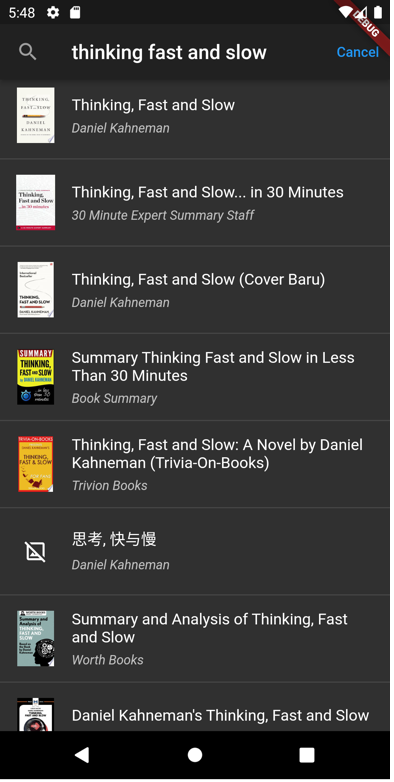 5:48
DEBUG
thinking fast and slow
Cancel
THINKING,
FAST AND SLOW
DANIEL
KAHNEMAN
Thinking, Fast and Slow
Daniel Kahneman
Thinking,
Fast and Slow
...in 30 minutes
Thinking, Fast and Slow... in 30 Minutes
30 Minute Expert Summary Staff
THINKING,
FAST AND SLOW
DANIEL KAHNEMAN
Thinking, Fast and Slow (Cover Baru)
Daniel Kahneman
SUMMARY
THINKING,
FAST AND SLOW
Summary Thinking Fast and Slow in Less
Than 30 Minutes
Book Summary
TRIVIA-ON-BOOKS
THINKING,
FAST & SLOW
Thinking, Fast and Slow: A Novel by Daniel
Kahneman (Trivia-On-Books)
Trivion Books
思考, 快与慢
Daniel Kahneman
Summary and
Analysis of
THINKING,
FAST AND SLOW
Summary and Analysis of Thinking, Fast
and Slow
Worth Books
Daniel Kahneman's Thinking, Fast and Slow